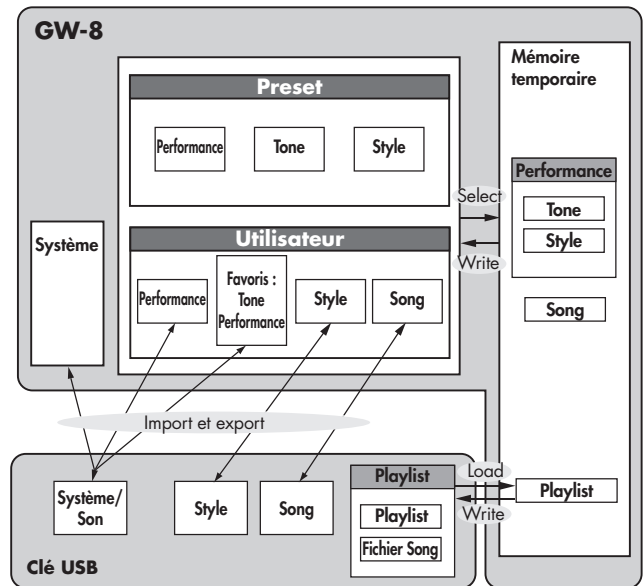 GW-8
Mémoire
temporaire
Preset
Performance
Tone
Style
Performance
Tone
Style
Song
Select
Write
Système
Utilisateur
Performance
Favoris :
Tone
Performance
Style
Song
Import et export
Système/
Son
Style
Song
Playlist
Playlist
Fichier Song
Load
Write
Playlist
Clé USB